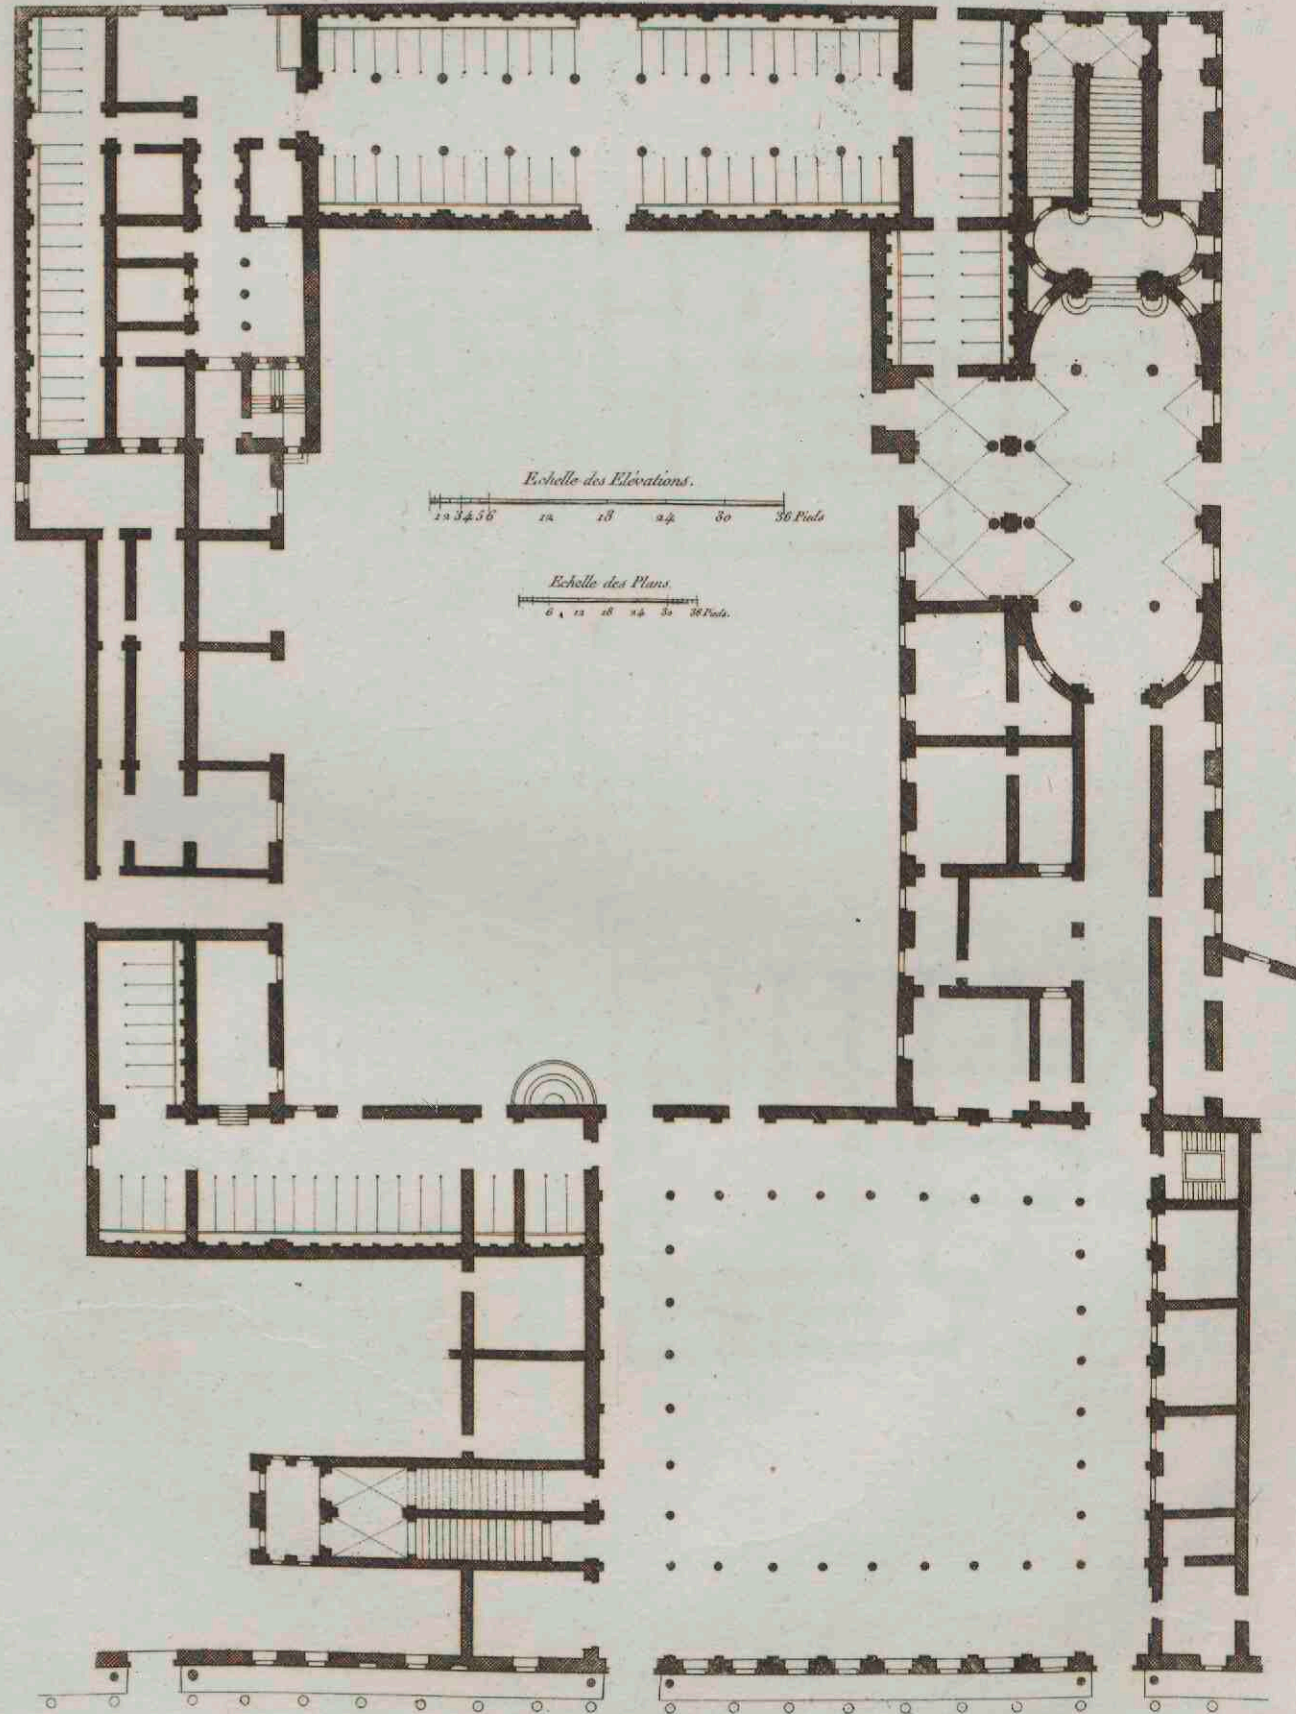 Echelle des Elévations.
1 2 3 4 5 6 12 18 24 30 36 Pieds
Echelle des Plans.
6 12 18 24 30 36 Pieds.